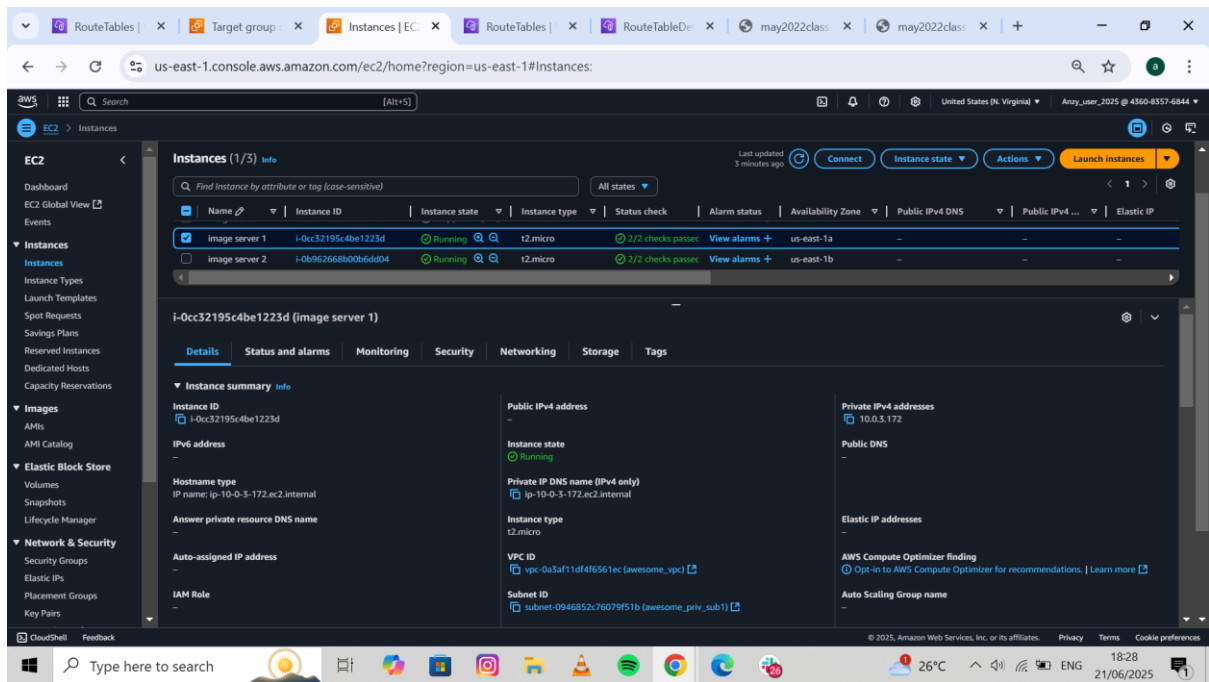 RouteTables |
Target group
Instances | EC
RouteTables |
RouteTableDe
may2022class
may2022class
us-east-1.console.aws.amazon.com/ec2/home?region=us-east-1#Instances:
a
aws
Search [Alt+S]
United States (N. Virginia)
Anzy_user_2025 @ 4360-8357-6844
EC2 > Instances
EC2
Dashboard
EC2 Global View
Events
Instances
Instances
Instance Types
Launch Templates
Spot Requests
Savings Plans
Reserved Instances
Dedicated Hosts
Capacity Reservations
Images
AMIs
AMI Catalog
Elastic Block Store
Volumes
Snapshots
Lifecycle Manager
Network & Security
Security Groups
Elastic IPs
Placement Groups
Key Pairs
Instances (1/3) Info
Last updated
3 minutes ago
Connect
Instance state
Actions
Launch instances
Find Instance by attribute or tag (case-sensitive)
All states
1
Name Instance ID Instance state Instance type Status check Alarm status Availability Zone Public IPv4 DNS Public IPv4 ... Elastic IP
image server 1 i-0cc32195c4be1223d Running t2.micro 2/2 checks passec View alarms + us-east-1a – – –
image server 2 i-0b962668b00b6dd04 Running t2.micro 2/2 checks passec View alarms + us-east-1b – – –
i-0cc32195c4be1223d (image server 1)
Details Status and alarms Monitoring Security Networking Storage Tags
Instance summary Info
Instance ID
i-0cc32195c4be1223d
Public IPv4 address
–
Private IPv4 addresses
10.0.3.172
IPv6 address
–
Instance state
Running
Public DNS
–
Hostname type
IP name: ip-10-0-3-172.ec2.internal
Private IP DNS name (IPv4 only)
ip-10-0-3-172.ec2.internal
Answer private resource DNS name
–
Instance type
t2.micro
Elastic IP addresses
–
Auto-assigned IP address
–
VPC ID
vpc-0a3af11df4f6561ec (awesome_vpc)
AWS Compute Optimizer finding
Opt-in to AWS Compute Optimizer for recommendations. | Learn more
IAM Role
–
Subnet ID
subnet-0946852c76079f51b (awesome_priv_sub1)
Auto Scaling Group name
–
CloudShell Feedback
© 2025, Amazon Web Services, Inc. or its affiliates. Privacy Terms Cookie preferences
Type here to search
26
26°C
ENG
18:28
21/06/2025
1